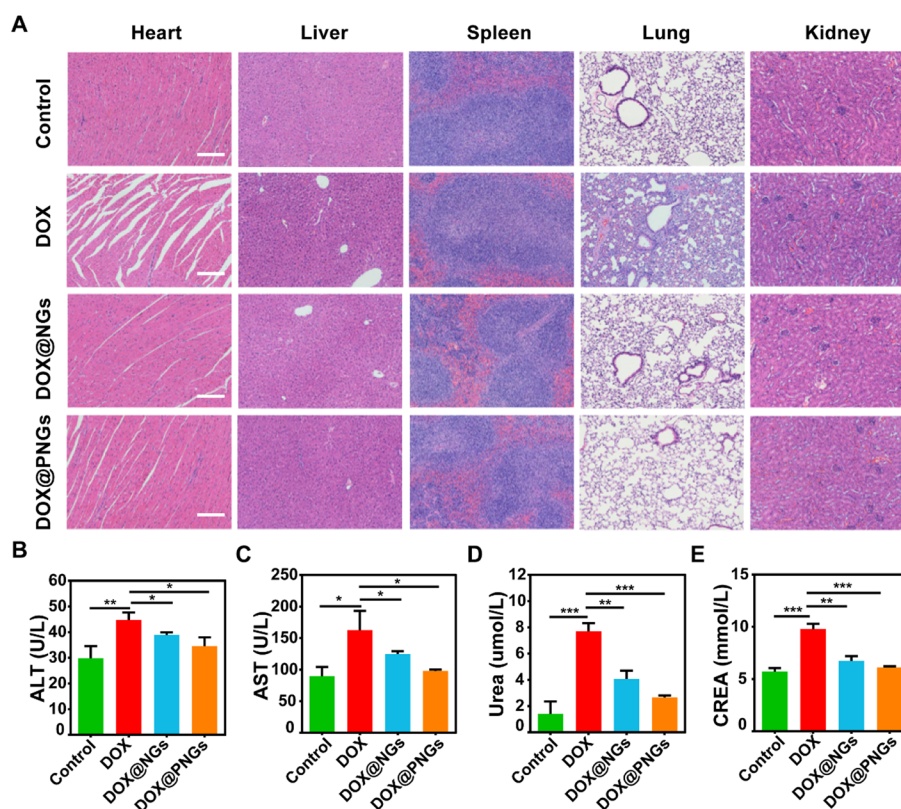 A
Heart Liver Spleen Lung Kidney
Control
DOX
DOX@NGs
DOX@PNGs
B
ALT (U/L)
60
50
40
30
20
10
0
**
*
*
Control
DOX
DOX@NGs
DOX@PNGs
C
AST (U/L)
250
200
150
100
50
0
*
*
*
Control
DOX
DOX@NGs
DOX@PNGs
D
Urea (umol/L)
12
8
6
4
2
***
**
***
Control
DOX
DOX@NGs
DOX@PNGs
E
CREA (mmol/L)
15
10
5
0
***
**
***
Control
DOX
DOX@NGs
DOX@PNGs